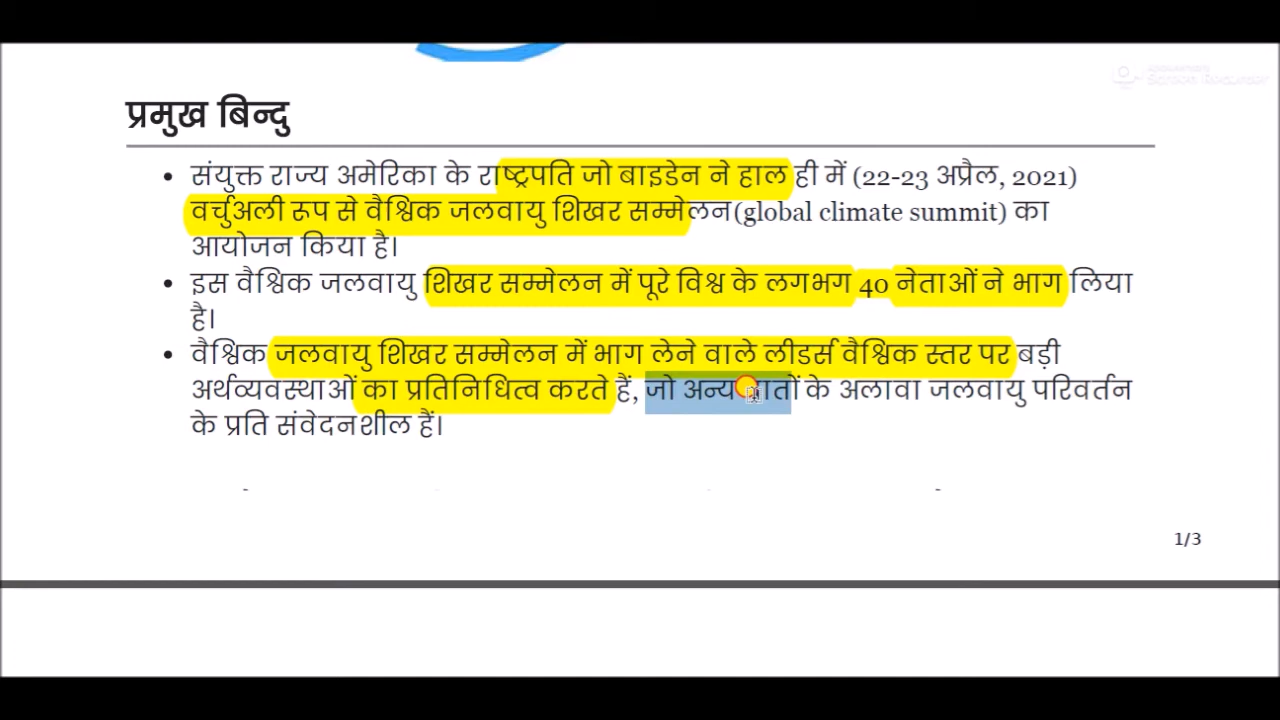 प्रमुख बिन्दु
• संयुक्त राज्य अमेरिका के राष्ट्रपति जो बाइडेन ने हाल ही में (22-23 अप्रैल, 2021)
वर्चुअली रूप से वैश्विक जलवायु शिखर सम्मेलन(global climate summit) का
आयोजन किया है।
• इस वैश्विक जलवायु शिखर सम्मेलन में पूरे विश्व के लगभग 40 नेताओं ने भाग लिया
है।
• वैश्विक जलवायु शिखर सम्मेलन में भाग लेने वाले लीडर्स वैश्विक स्तर पर बड़ी
अर्थव्यवस्थाओं का प्रतिनिधित्व करते हैं, जो अन्य बातों के अलावा जलवायु परिवर्तन
के प्रति संवेदनशील हैं।
1/3